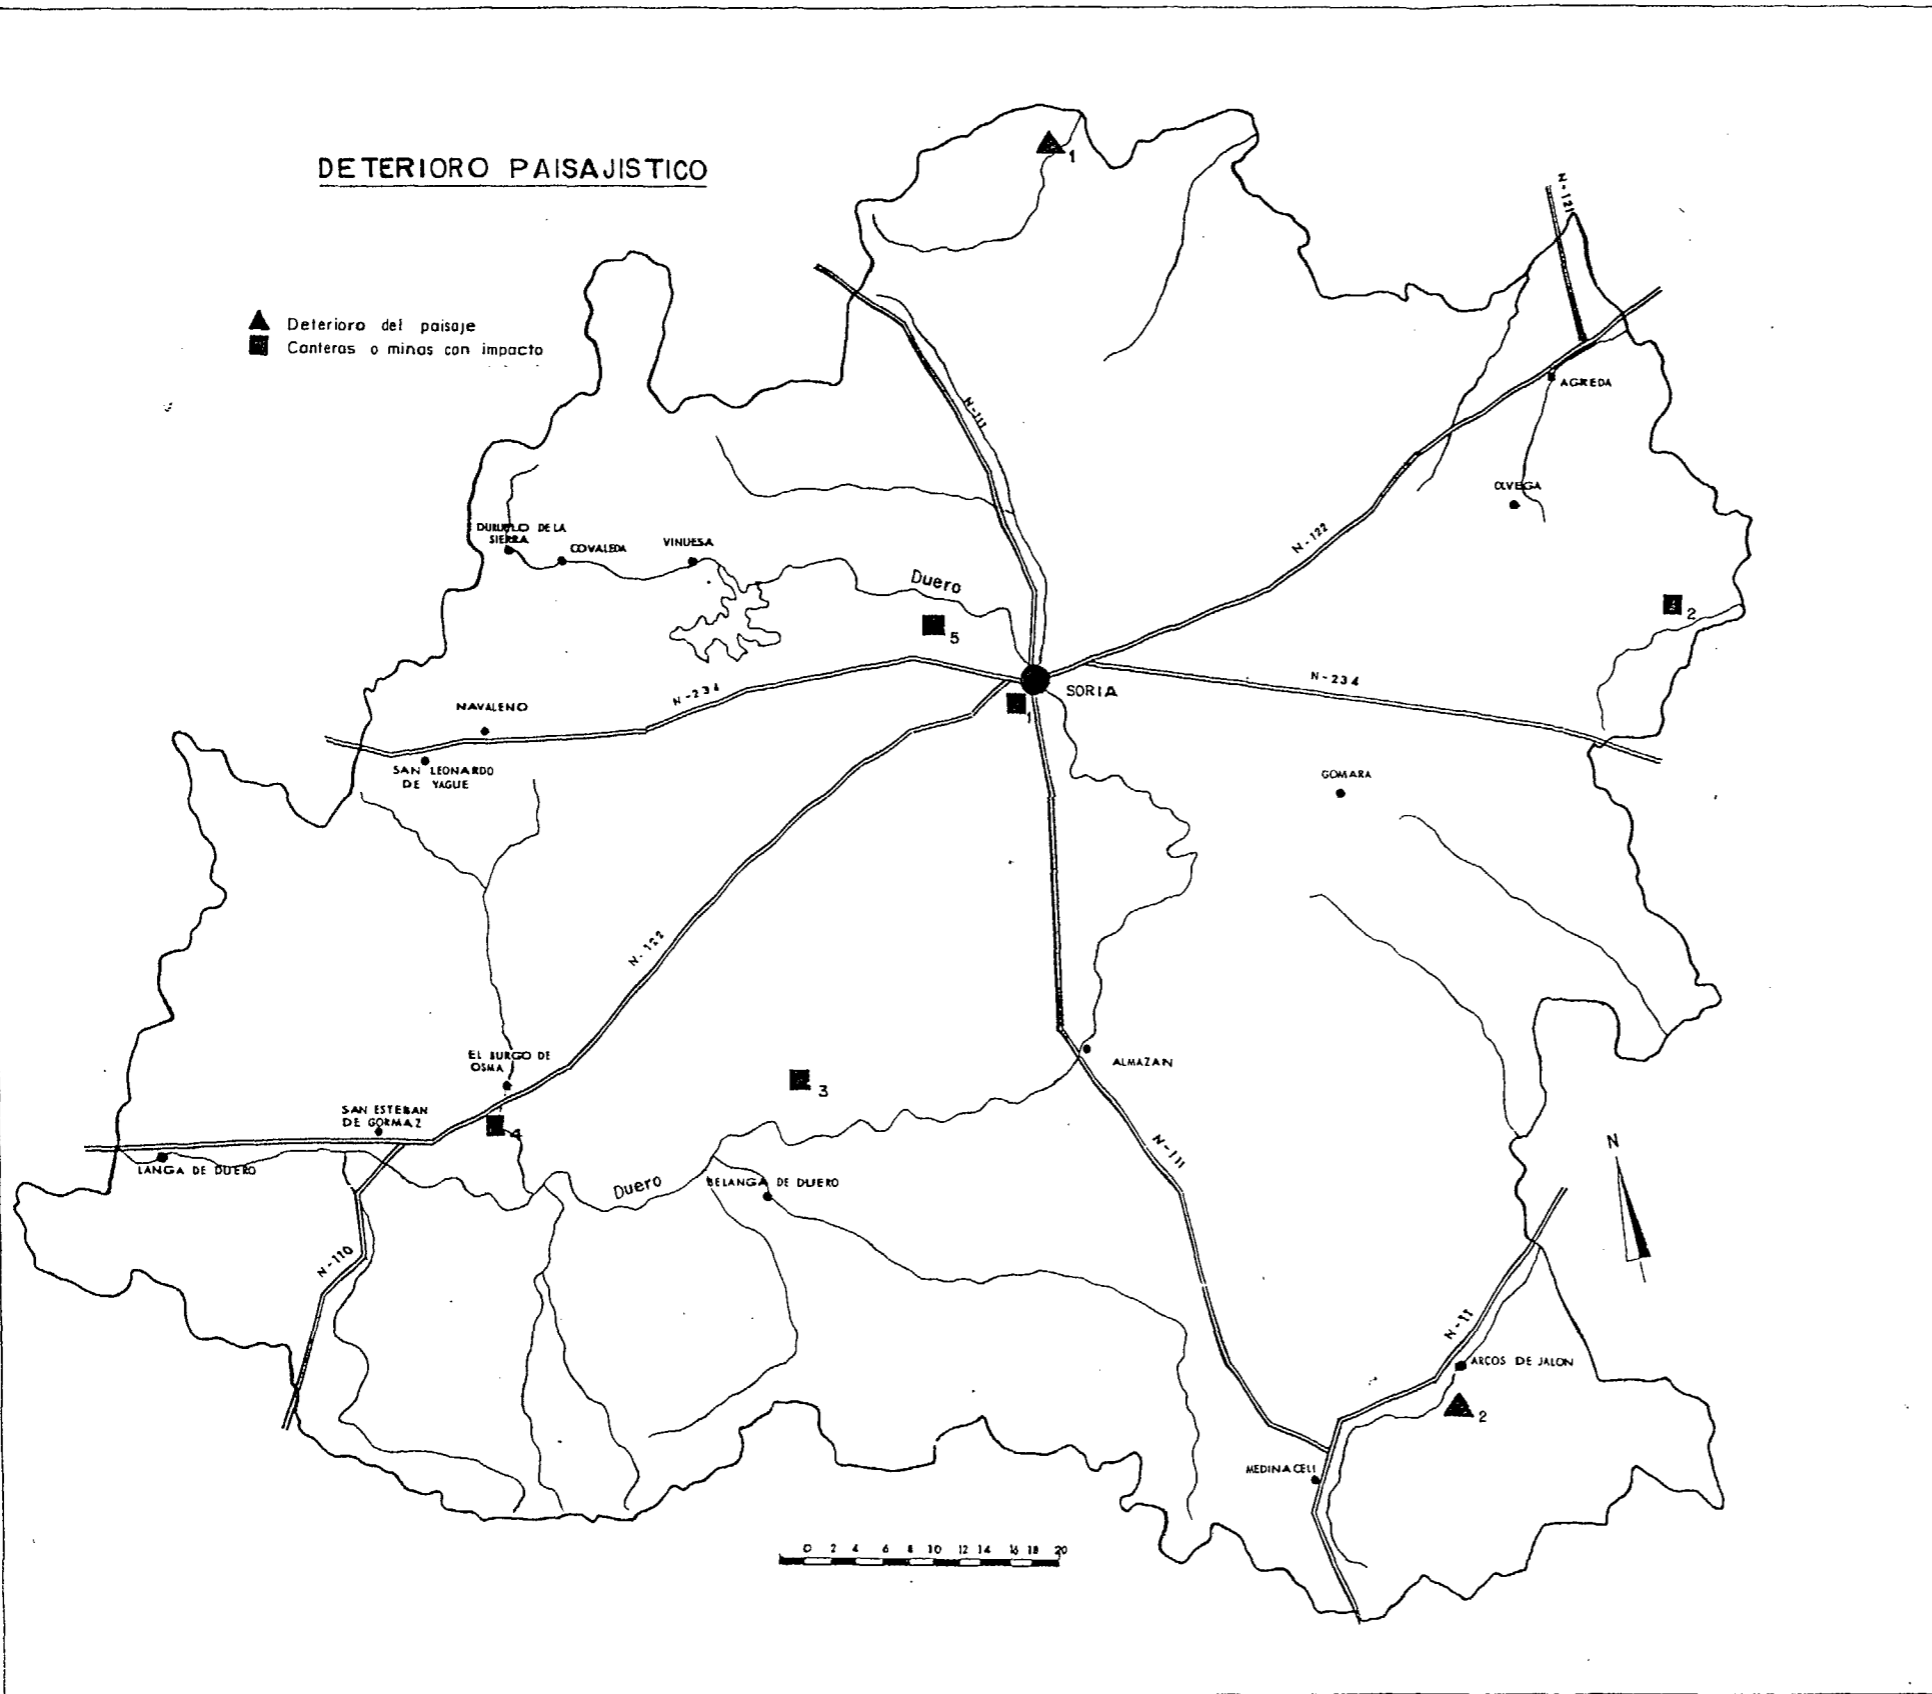 DETERIORO PAISAJISTICO
1
N-121
Deterioro del paisaje
Canteras o minas con impacto
AGREDA
N-111
OLVEGA
DURUELO DE LA
SIERRA
COVALEDA
VINUESA
N-122
Duero
5
2
N-234
SORIA
N-234
1
NAVALENO
SAN LEONARDO
DE YAGUE
GOMARA
N-122
EL BURGO DE
OSMA
ALMAZAN
3
SAN ESTEBAN
DE GORMAZ
4
N
N-111
LANGA DE DUERO
Duero
BELANGA DE DUERO
N-110
N-11
ARCOS DE JALON
2
MEDINACELI
0 2 4 6 8 10 12 14 16 18 20